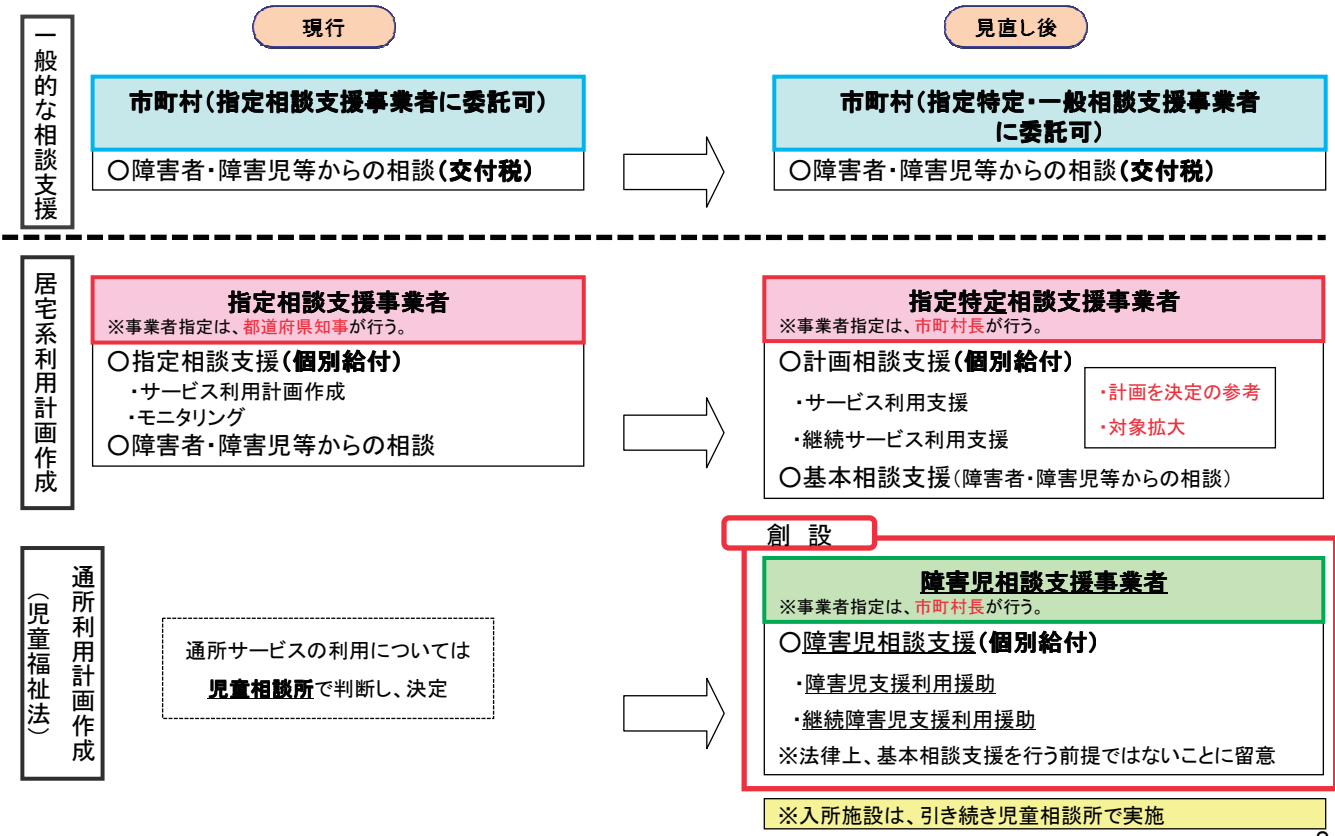 現行
見直し後
一般的な相談支援
市町村(指定相談支援事業者に委託可)
○障害者・障害児等からの相談(交付税)
市町村(指定特定・一般相談支援事業者
に委託可)
○障害者・障害児等からの相談(交付税)
居宅系利用計画作成
指定相談支援事業者
※事業者指定は、都道府県知事が行う。
○指定相談支援(個別給付)
・サービス利用計画作成
・モニタリング
○障害者・障害児等からの相談
指定特定相談支援事業者
※事業者指定は、市町村長が行う。
○計画相談支援(個別給付)
・サービス利用支援
・継続サービス利用支援
・計画を決定の参考
・対象拡大
○基本相談支援(障害者・障害児等からの相談)
通所利用計画作成
(児童福祉法)
通所サービスの利用については
児童相談所で判断し、決定
創 設
障害児相談支援事業者
※事業者指定は、市町村長が行う。
○障害児相談支援(個別給付)
・障害児支援利用援助
・継続障害児支援利用援助
※法律上、基本相談支援を行う前提ではないことに留意
※入所施設は、引き続き児童相談所で実施